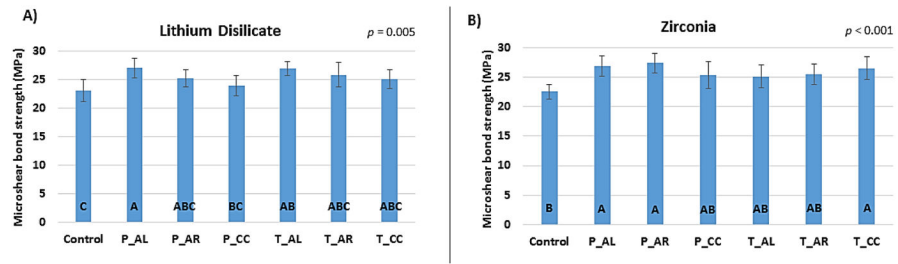 A)
Lithium Disilicate
p = 0.005
Microshear bond strength (MPa)
30
25
20
15
10
5
0
C A ABC BC AB ABC ABC
Control P_AL P_AR P_CC T_AL T_AR T_CC
B)
Zirconia
p < 0.001
Microshear bond strength (MPa)
30
25
20
15
10
5
0
B A A AB AB AB A
Control P_AL P_AR P_CC T_AL T_AR T_CC